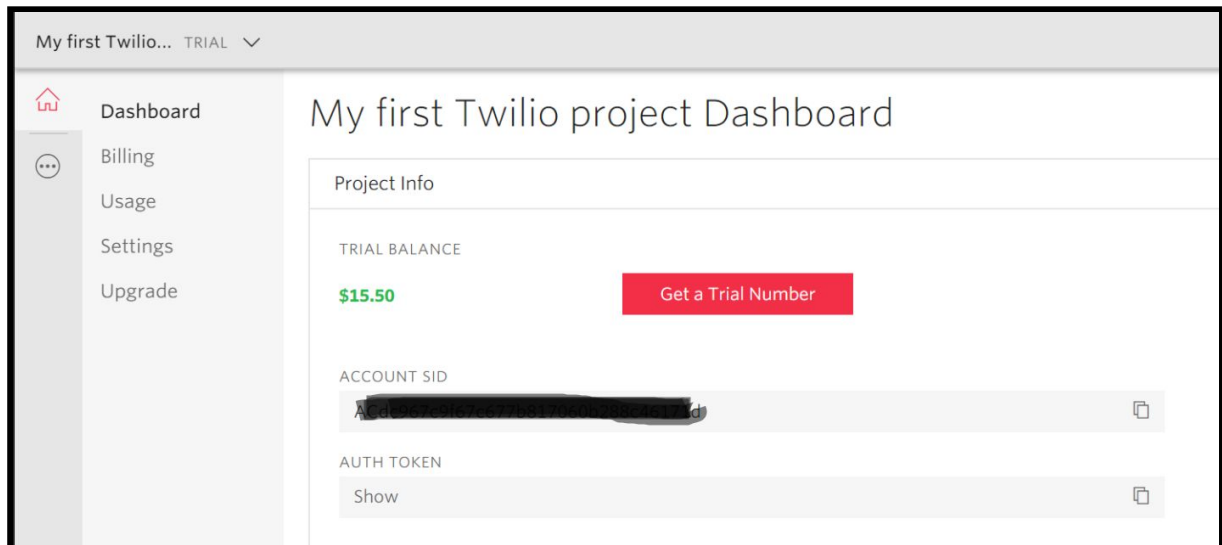 My first Twilio... TRIAL
Dashboard
Billing
Usage
Settings
Upgrade
My first Twilio project Dashboard
Project Info
TRIAL BALANCE
$15.50
Get a Trial Number
ACCOUNT SID
AUTH TOKEN
Show